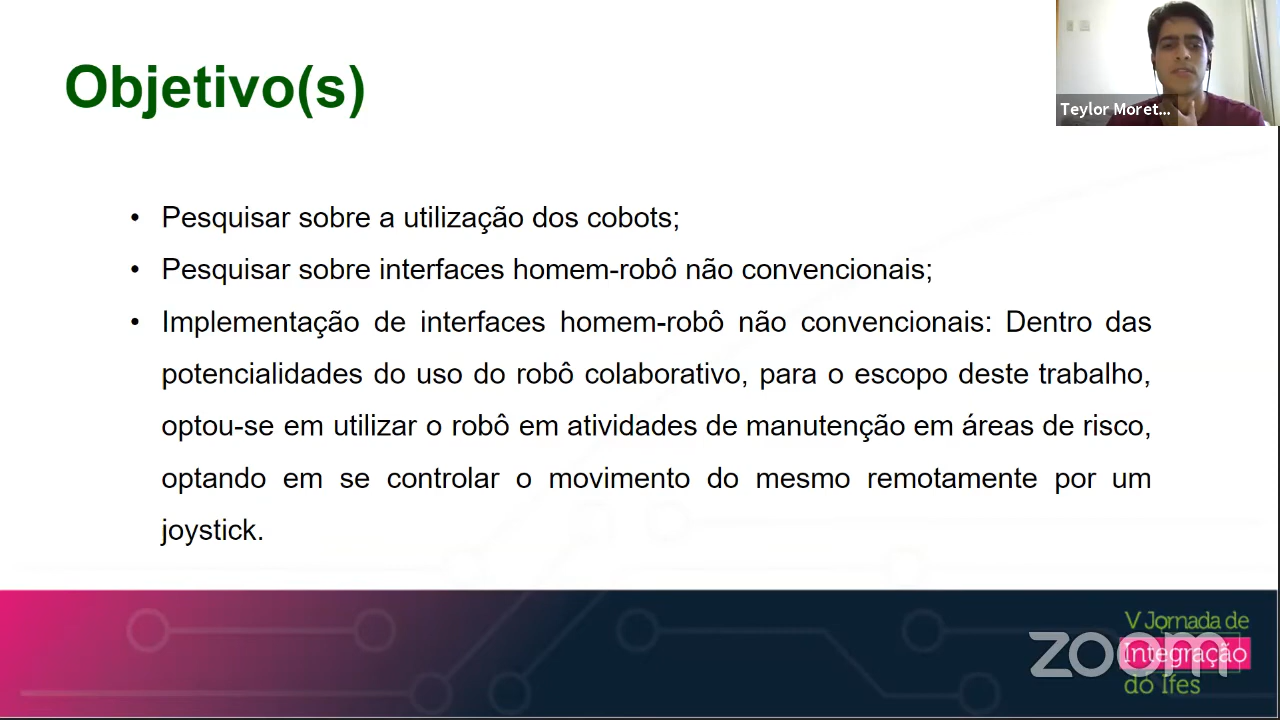 Objetivo(s)
Teylor Moret...
• Pesquisar sobre a utilização dos cobots;
• Pesquisar sobre interfaces homem-robô não convencionais;
• Implementação de interfaces homem-robô não convencionais: Dentro das
potencialidades do uso do robô colaborativo, para o escopo deste trabalho,
optou-se em utilizar o robô em atividades de manutenção em áreas de risco,
optando em se controlar o movimento do mesmo remotamente por um
joystick.
V Jornada de
Integração
do Ifes
zoom